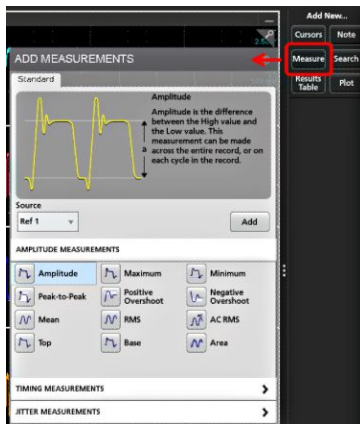 Add New...
Cursors Note
Measure Search
Results Table Plot
ADD MEASUREMENTS
Standard
Amplitude
Amplitude is the difference
between the High value and
the Low value. This
measurement can be made
across the entire record, or on
each cycle in the record.
a
Source
Ref 1
Add
AMPLITUDE MEASUREMENTS
Amplitude Maximum Minimum
Peak-to-Peak Positive Overshoot Negative Overshoot
Mean RMS AC RMS
Top Base Area
TIMING MEASUREMENTS
JITTER MEASUREMENTS